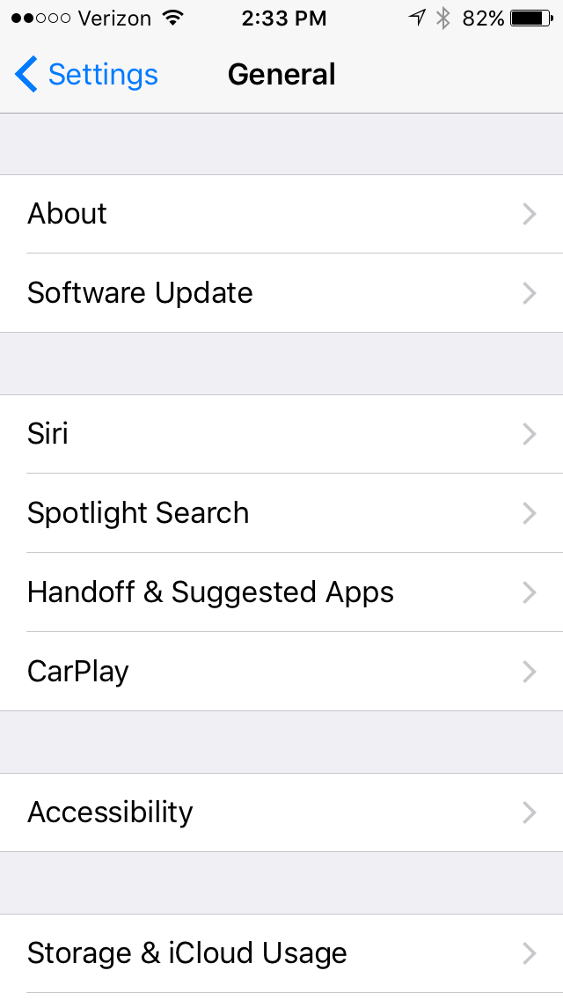 Verizon 2:33 PM 82%
Settings General
About
Software Update
Siri
Spotlight Search
Handoff & Suggested Apps
CarPlay
Accessibility
Storage & iCloud Usage